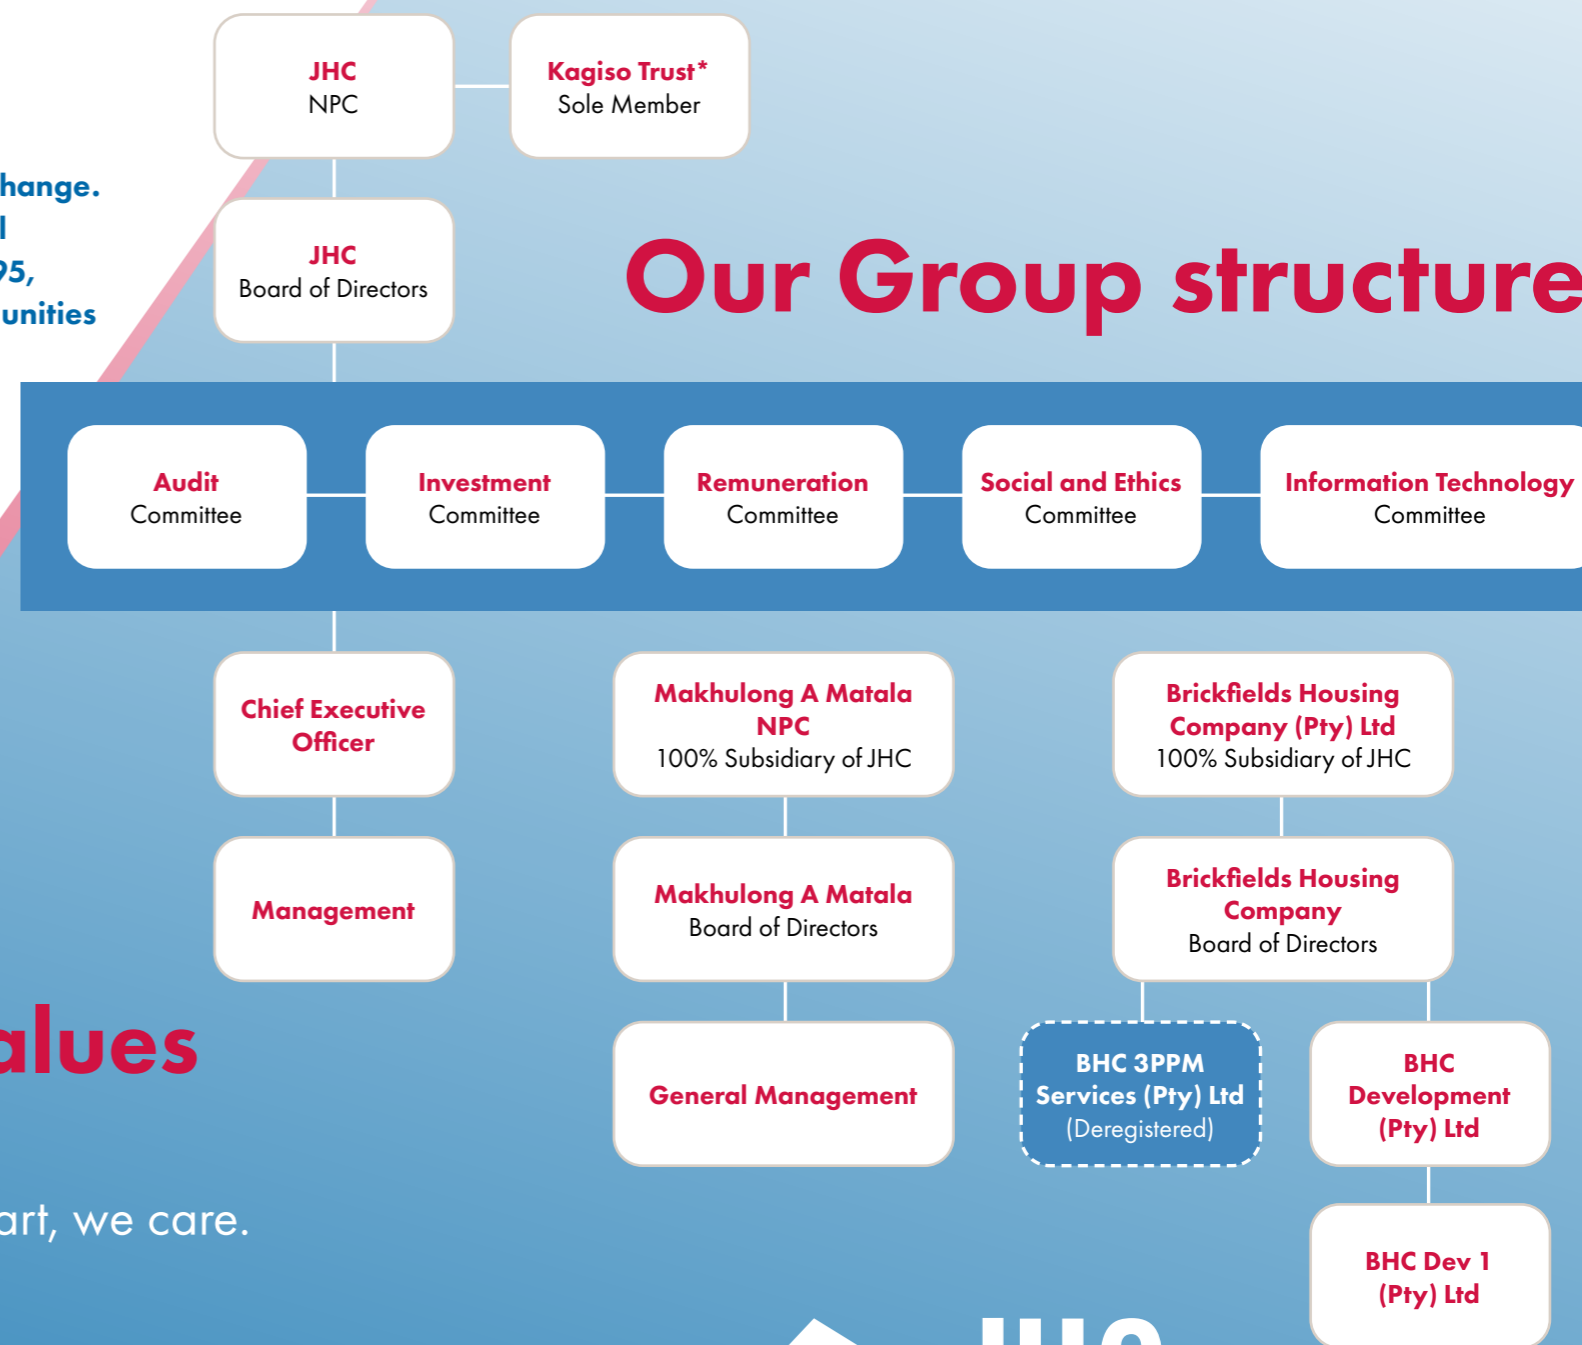 JHC
NPC
Kagiso Trust*
Sole Member
hange.
l
95,
unities
JHC
Board of Directors
Our Group structure
Audit
Committee
Investment
Committee
Remuneration
Committee
Social and Ethics
Committee
Information Technology
Committee
Chief Executive
Officer
Management
Makhulong A Matala
NPC
100% Subsidiary of JHC
Makhulong A Matala
Board of Directors
General Management
Brickfields Housing
Company (Pty) Ltd
100% Subsidiary of JHC
Brickfields Housing
Company
Board of Directors
BHC 3PPM
Services (Pty) Ltd
(Deregistered)
BHC
Development
(Pty) Ltd
BHC Dev 1
(Pty) Ltd
alues
art, we care.